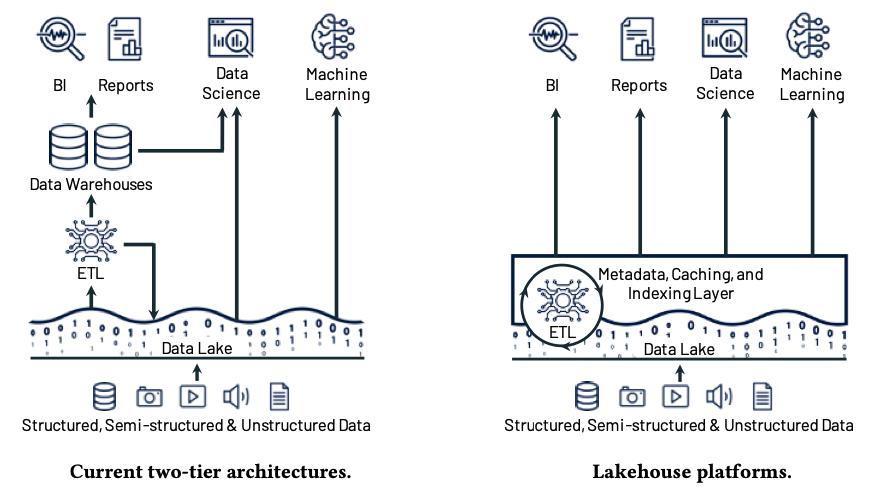 BI
Reports
Data
Science
Machine
Learning
Data Warehouses
ETL
Data Lake
Structured, Semi-structured & Unstructured Data
Current two-tier architectures.
BI
Reports
Data
Science
Machine
Learning
Metadata, Caching, and
Indexing Layer
ETL
Data Lake
Structured, Semi-structured & Unstructured Data
Lakehouse platforms.